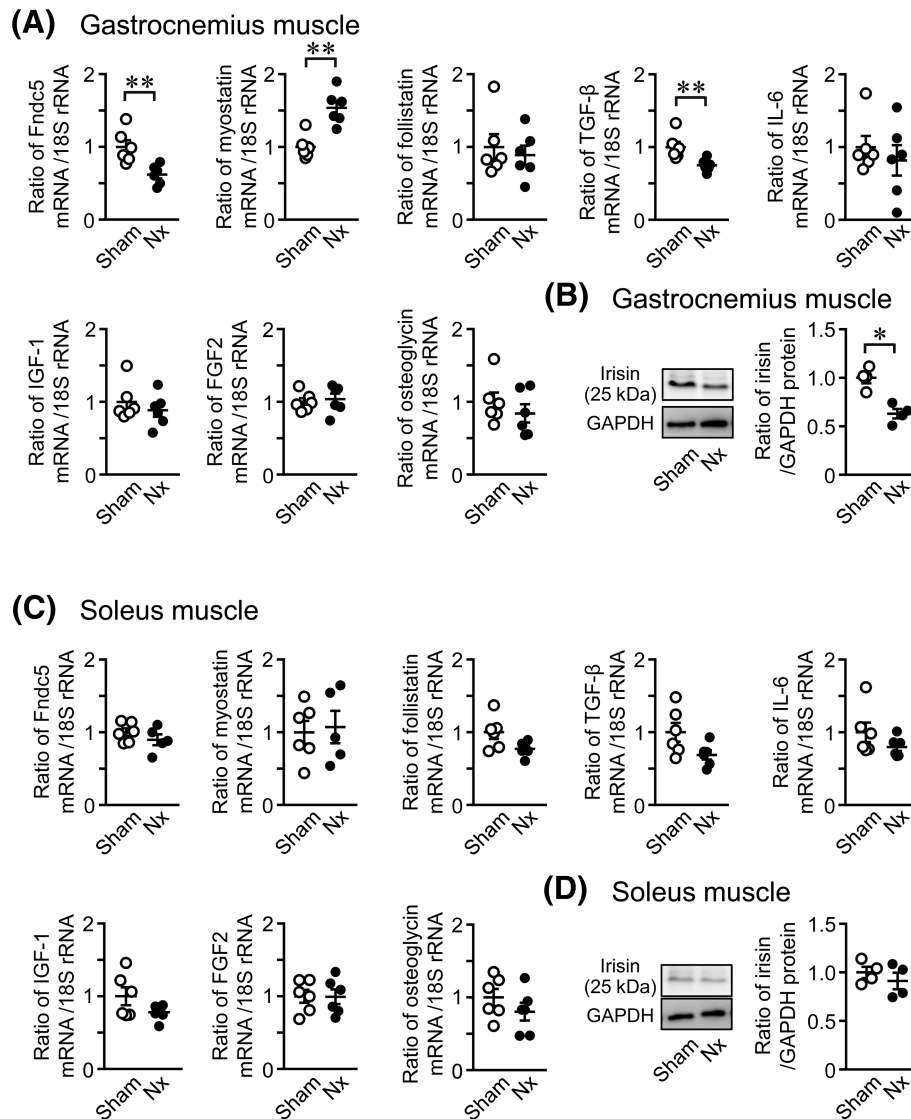 (A) Gastrocnemius muscle
Ratio of Fndc5
mRNA /18S rRNA
2
1
0
**
Sham
Nx
Ratio of myostatin
mRNA /18S rRNA
2
1
0
**
Sham
Nx
Ratio of follistatin
mRNA /18S rRNA
2
1
0
Sham
Nx
Ratio of TGF-β
mRNA /18S rRNA
2
1
0
**
Sham
Nx
Ratio of IL-6
mRNA /18S rRNA
2
1
0
Sham
Nx
Ratio of IGF-1
mRNA /18S rRNA
2
1
0
Sham
Nx
Ratio of FGF2
mRNA /18S rRNA
2
1
0
Sham
Nx
Ratio of osteoglycin
mRNA /18S rRNA
2
1
0
Sham
Nx
(B) Gastrocnemius muscle
Irisin
(25 kDa)
GAPDH
Sham
Nx
Ratio of irisin
/GAPDH protein
1.5
1.0
0.5
0
*
Sham
Nx
(C) Soleus muscle
Ratio of Fndc5
mRNA /18S rRNA
2
1
0
Sham
Nx
Ratio of myostatin
mRNA /18S rRNA
2
1
0
Sham
Nx
Ratio of follistatin
mRNA /18S rRNA
2
1
0
Sham
Nx
Ratio of TGF-β
mRNA /18S rRNA
2
1
0
Sham
Nx
Ratio of IL-6
mRNA /18S rRNA
2
1
0
Sham
Nx
Ratio of IGF-1
mRNA /18S rRNA
2
1
0
Sham
Nx
Ratio of FGF2
mRNA /18S rRNA
2
1
0
Sham
Nx
Ratio of osteoglycin
mRNA /18S rRNA
2
1
0
Sham
Nx
(D) Soleus muscle
Irisin
(25 kDa)
GAPDH
Sham
Nx
Ratio of irisin
/GAPDH protein
1.5
1.0
0.5
0
Sham
Nx